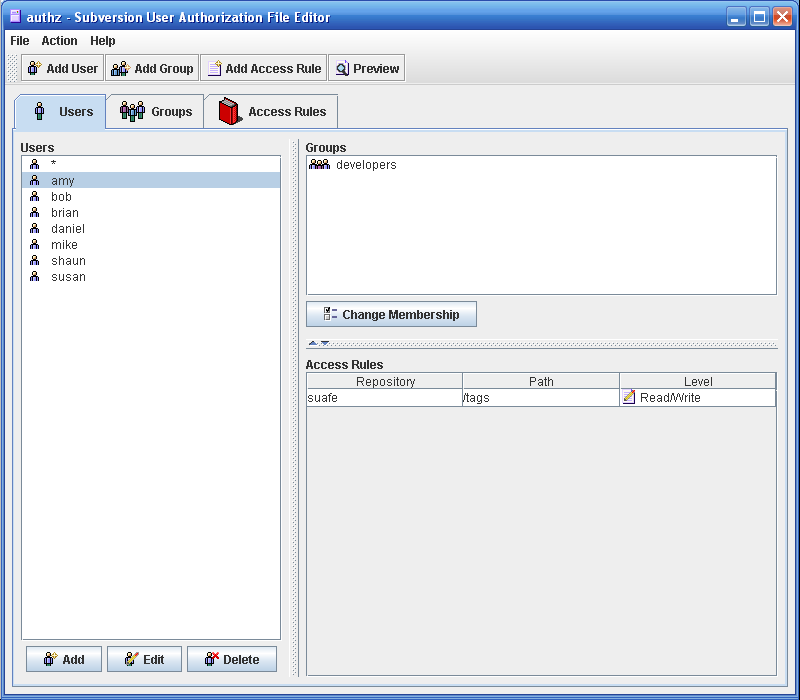 authz - Subversion User Authorization File Editor
File Action Help
Add User Add Group Add Access Rule Preview
Users Groups Access Rules
Users
*
amy
bob
brian
daniel
mike
shaun
susan
Add Edit Delete
Groups
developers
Change Membership
Access Rules
Repository Path Level
suafe /tags Read/Write